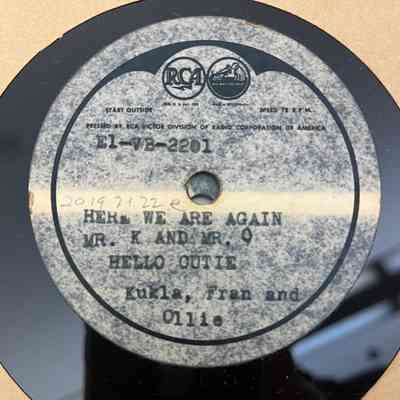 RCA
START OUTSIDE
SPEED 78 R.P.M.
PRESSED BY RCA VICTOR DIVISION OF RADIO CORPORATION OF AMERICA
E1-VB-2201
2019.21.22 e
HERE WE ARE AGAIN
MR. K AND MR. O
HELLO CUTIE
Kukla, Fran and
Ollie